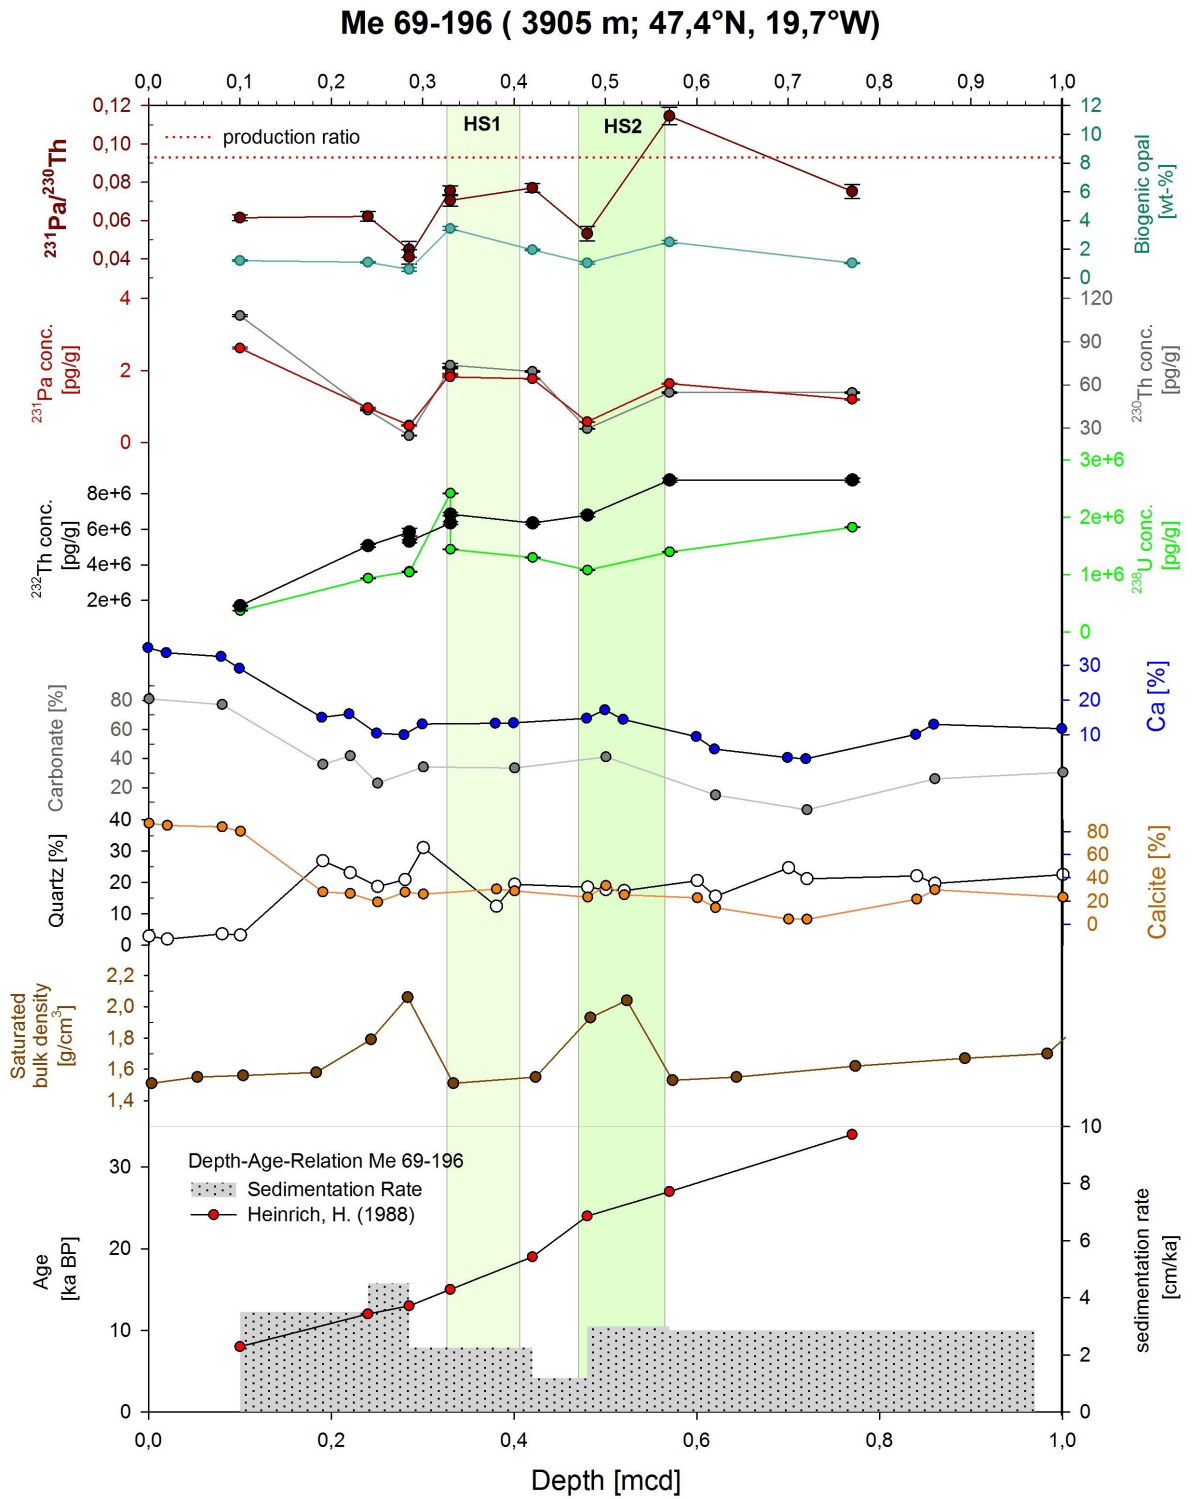 Me 69-196 ( 3905 m; 47,4°N, 19,7°W)
0,0 0,1 0,2 0,3 0,4 0,5 0,6 0,7 0,8 0,9 1,0
231Pa/230Th
0,12
0,10
0,08
0,06
0,04
production ratio
HS1
HS2
12
10
8
6
4
2
0
Biogenic opal
[wt-%]
231Pa conc.
[pg/g]
4
2
0
120
90
60
30
230Th conc.
[pg/g]
232Th conc.
[pg/g]
8e+6
6e+6
4e+6
2e+6
3e+6
2e+6
1e+6
0
238U conc.
[pg/g]
Carbonate [%]
80
60
40
20
30
20
10
Ca [%]
Quartz [%]
40
30
20
10
0
80
60
40
20
0
Calcite [%]
Saturated
bulk density
[g/cm3]
2,2
2,0
1,8
1,6
1,4
Age
[ka BP]
30
20
10
0
Depth-Age-Relation Me 69-196
Sedimentation Rate
Heinrich, H. (1988)
10
8
6
4
2
0
sedimentation rate
[cm/ka]
0,0 0,2 0,4 0,6 0,8 1,0
Depth [mcd]